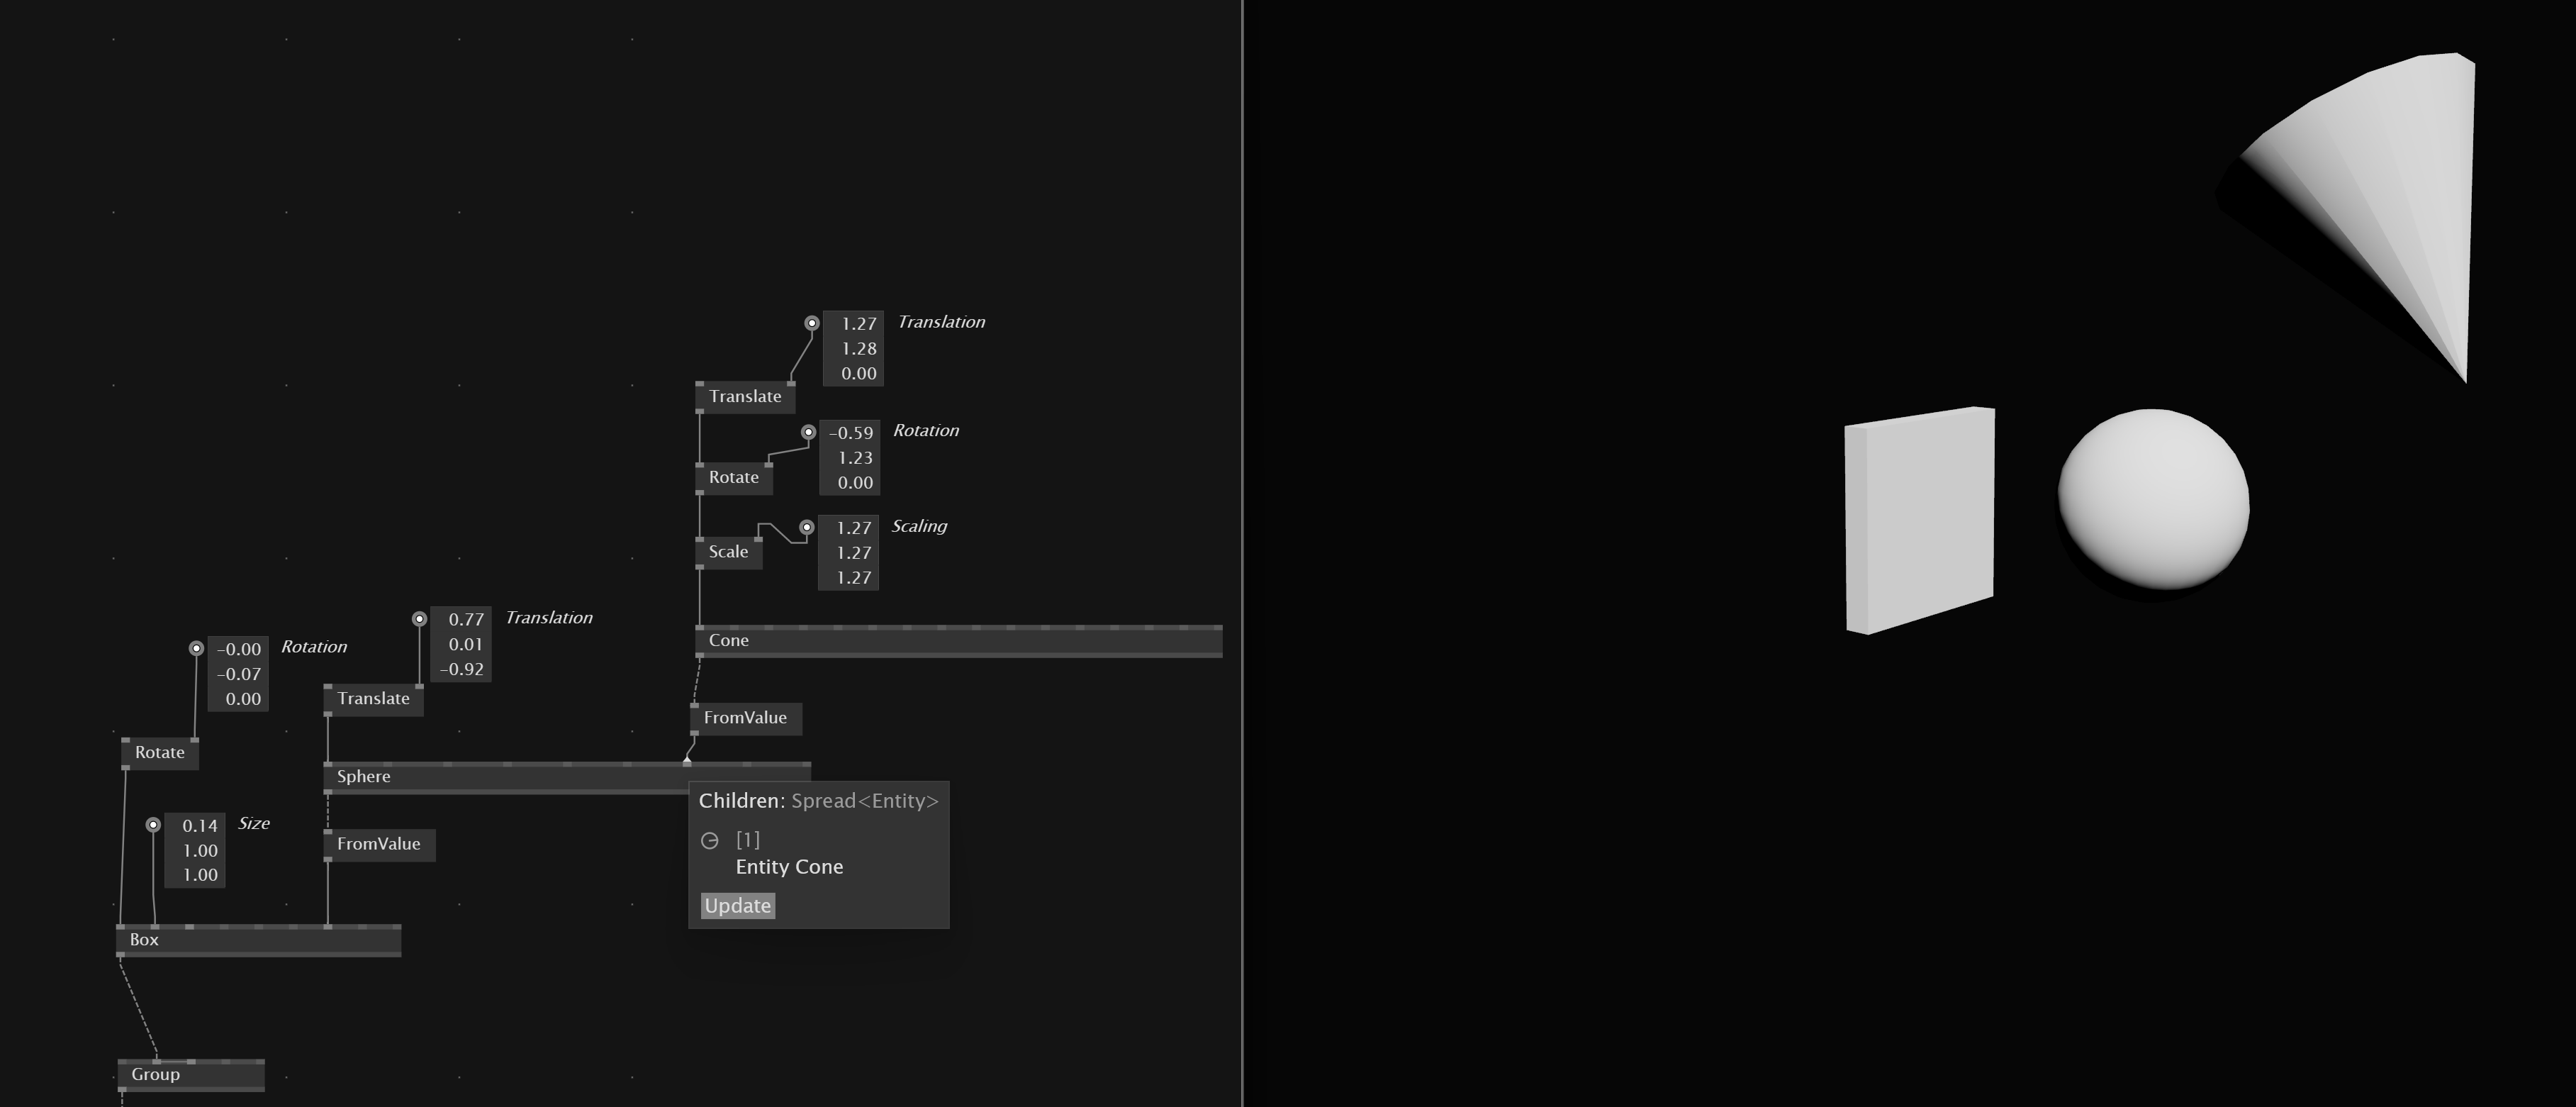 1.27
1.28
0.00
Translation
Translate
-0.59
1.23
0.00
Rotation
Rotate
1.27
1.27
1.27
Scaling
Scale
0.77
0.01
-0.92
Translation
Cone
-0.00
-0.07
0.00
Rotation
Translate
FromValue
Rotate
Sphere
Children: Spread<Entity>
[1]
Entity Cone
Update
0.14
1.00
1.00
Size
FromValue
Box
Group